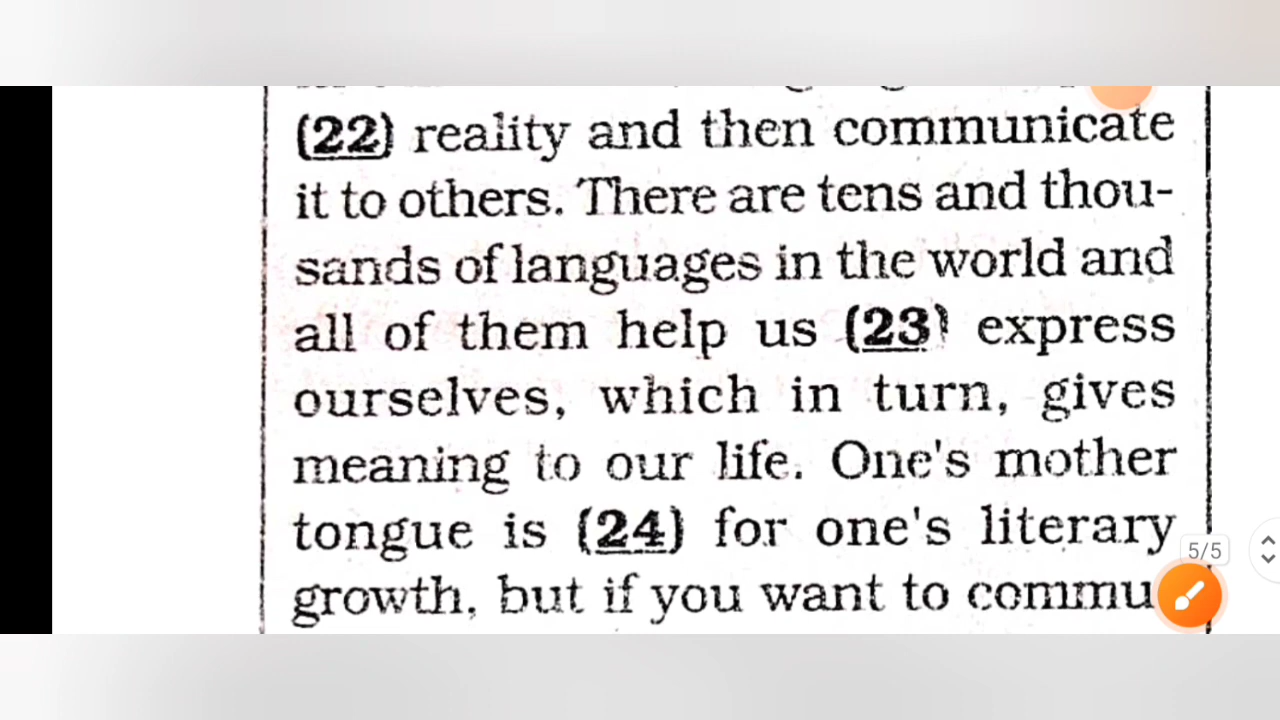 (22) reality and then communicate
it to others. There are tens and thou-
sands of languages in the world and
all of them help us (23) express
ourselves, which in turn, gives
meaning to our life. One's mother
tongue is (24) for one's literary
growth, but if you want to commu
5/5